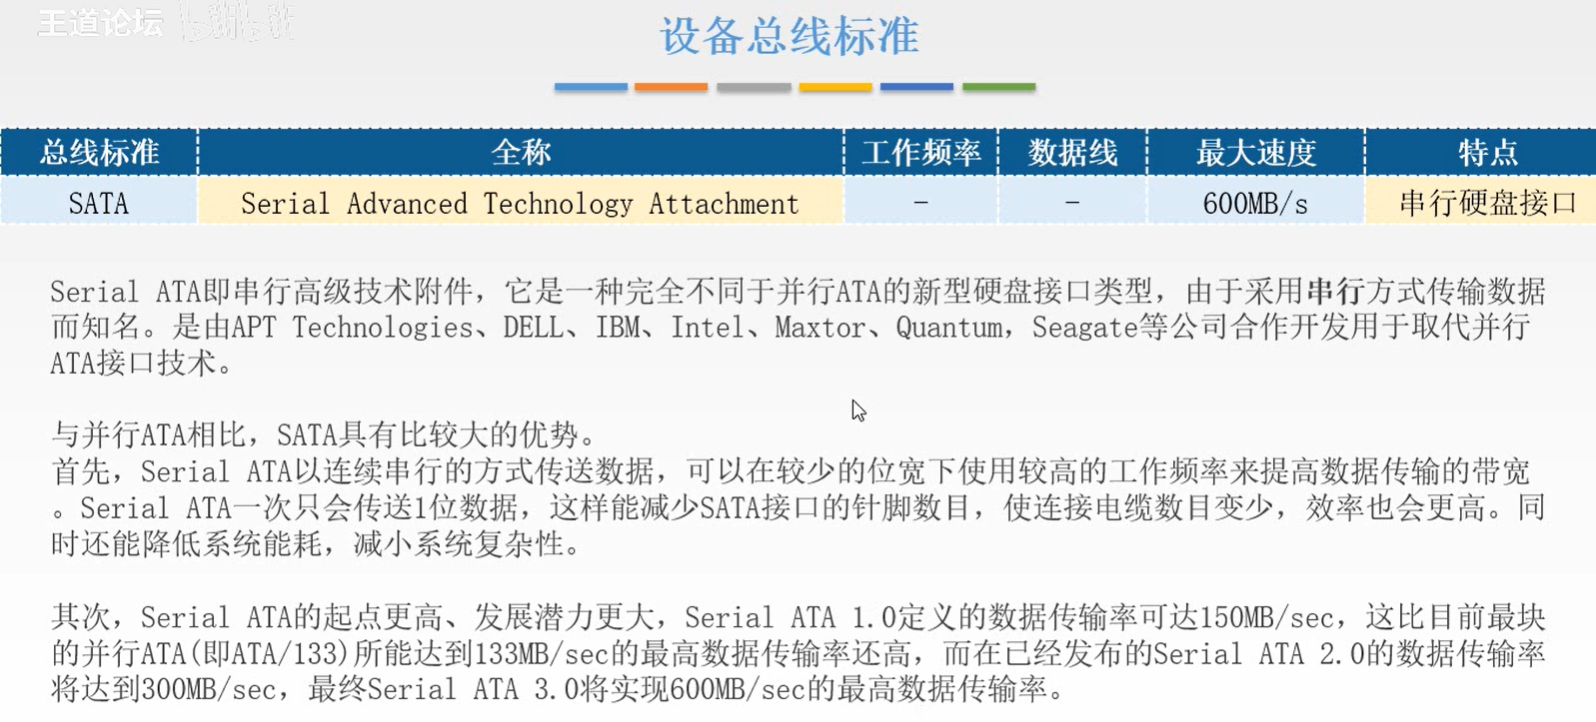 王道论坛 bilibili
设备总线标准
总线标准 全称 工作频率 数据线 最大速度 特点
SATA Serial Advanced Technology Attachment - - 600MB/s 串行硬盘接口
Serial ATA即串行高级技术附件，它是一种完全不同于并行ATA的新型硬盘接口类型，由于采用串行方式传输数据
而知名。是由APT Technologies、DELL、IBM、Intel、Maxtor、Quantum，Seagate等公司合作开发用于取代并行
ATA接口技术。
与并行ATA相比，SATA具有比较大的优势。
首先，Serial ATA以连续串行的方式传送数据，可以在较少的位宽下使用较高的工作频率来提高数据传输的带宽
。Serial ATA一次只会传送1位数据，这样能减少SATA接口的针脚数目，使连接电缆数目变少，效率也会更高。同
时还能降低系统能耗，减小系统复杂性。
其次，Serial ATA的起点更高、发展潜力更大，Serial ATA 1.0定义的数据传输率可达150MB/sec，这比目前最块
的并行ATA(即ATA/133)所能达到133MB/sec的最高数据传输率还高，而在已经发布的Serial ATA 2.0的数据传输率
将达到300MB/sec，最终Serial ATA 3.0将实现600MB/sec的最高数据传输率。